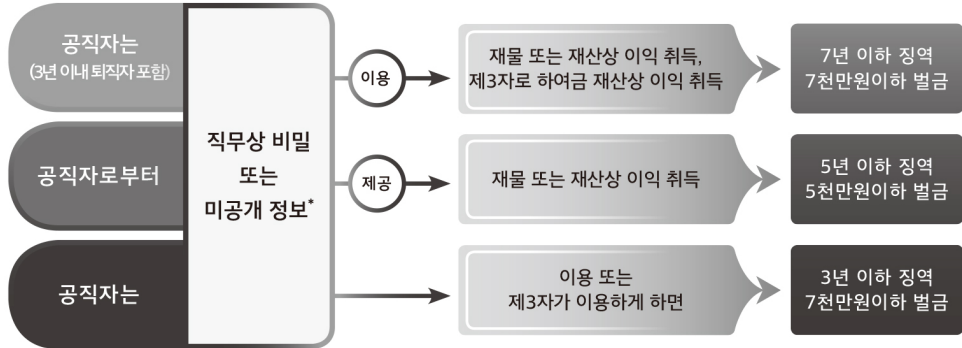 공직자는
(3년 이내 퇴직자 포함)
공직자로부터
공직자는
직무상 비밀
또는
미공개 정보*
이용
제공
재물 또는 재산상 이익 취득,
제3자로 하여금 재산상 이익 취득
재물 또는 재산상 이익 취득
이용 또는
제3자가 이용하게 하면
7년 이하 징역
7천만원이하 벌금
5년 이하 징역
5천만원이하 벌금
3년 이하 징역
7천만원이하 벌금